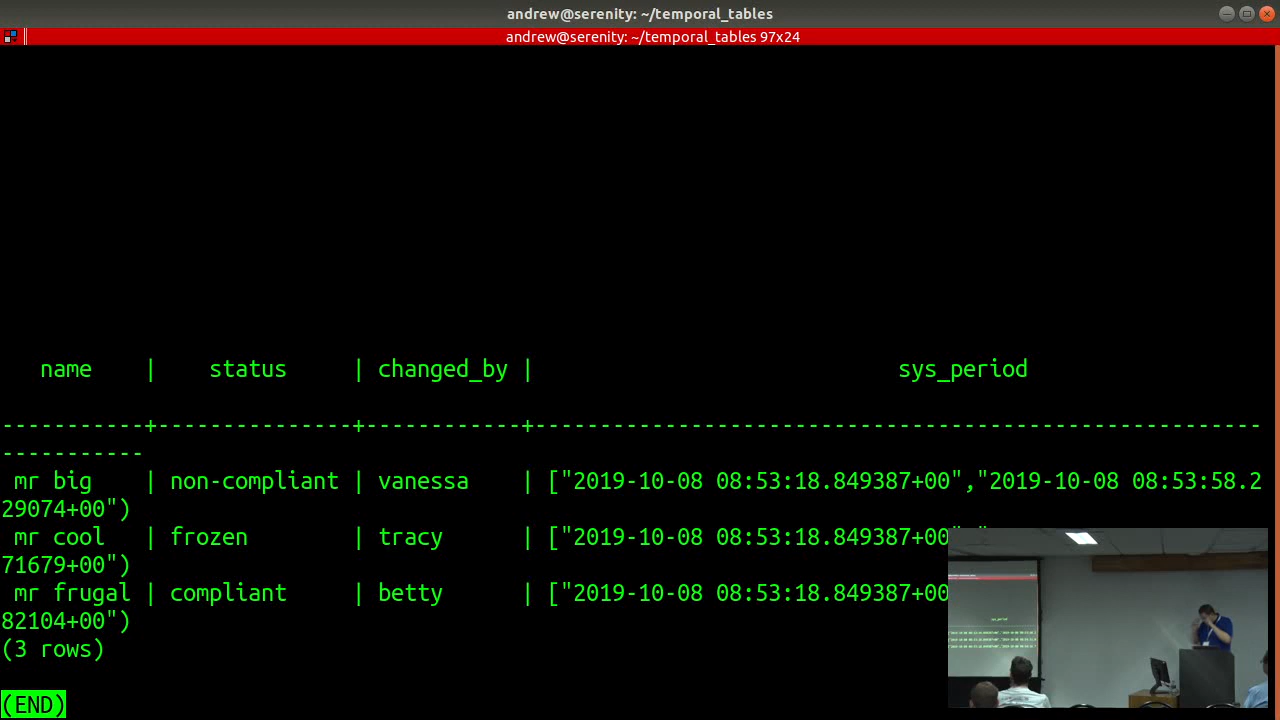 andrew@serenity: ~/temporal_tables
andrew@serenity: ~/temporal_tables 97x24
name | status | changed_by | sys_period
-----------+---------------+------------+--------------------------------------------------------
-----------
mr big | non-compliant | vanessa | ["2019-10-08 08:53:18.849387+00","2019-10-08 08:53:58.2
29074+00")
mr cool | frozen | tracy | ["2019-10-08 08:53:18.849387+00"
71679+00")
mr frugal | compliant | betty | ["2019-10-08 08:53:18.849387+00
82104+00")
(3 rows)
(END)